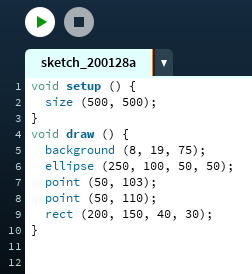 sketch_200128a
1 void setup () {
2 size (500, 500);
3 }
4 void draw () {
5 background (8, 19, 75);
6 ellipse (250, 100, 50, 50);
7 point (50, 103);
8 point (50, 110);
9 rect (200, 150, 40, 30);
10 }
11
12